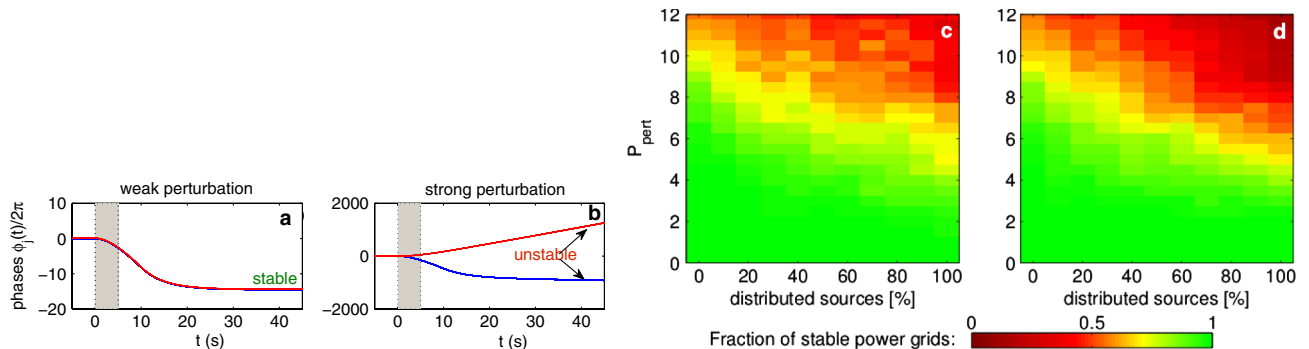 weak perturbation
a
phases ϕj(t)/2π
10
0
−10
−20
stable
0 10 20 30 40
t (s)
strong perturbation
b
2000
0
−2000
unstable
0 10 20 30 40
t (s)
c
Ppert
12
10
8
6
4
2
0
0 20 40 60 80 100
distributed sources [%]
d
12
10
8
6
4
2
0
0 20 40 60 80 100
distributed sources [%]
Fraction of stable power grids:
0 0.5 1